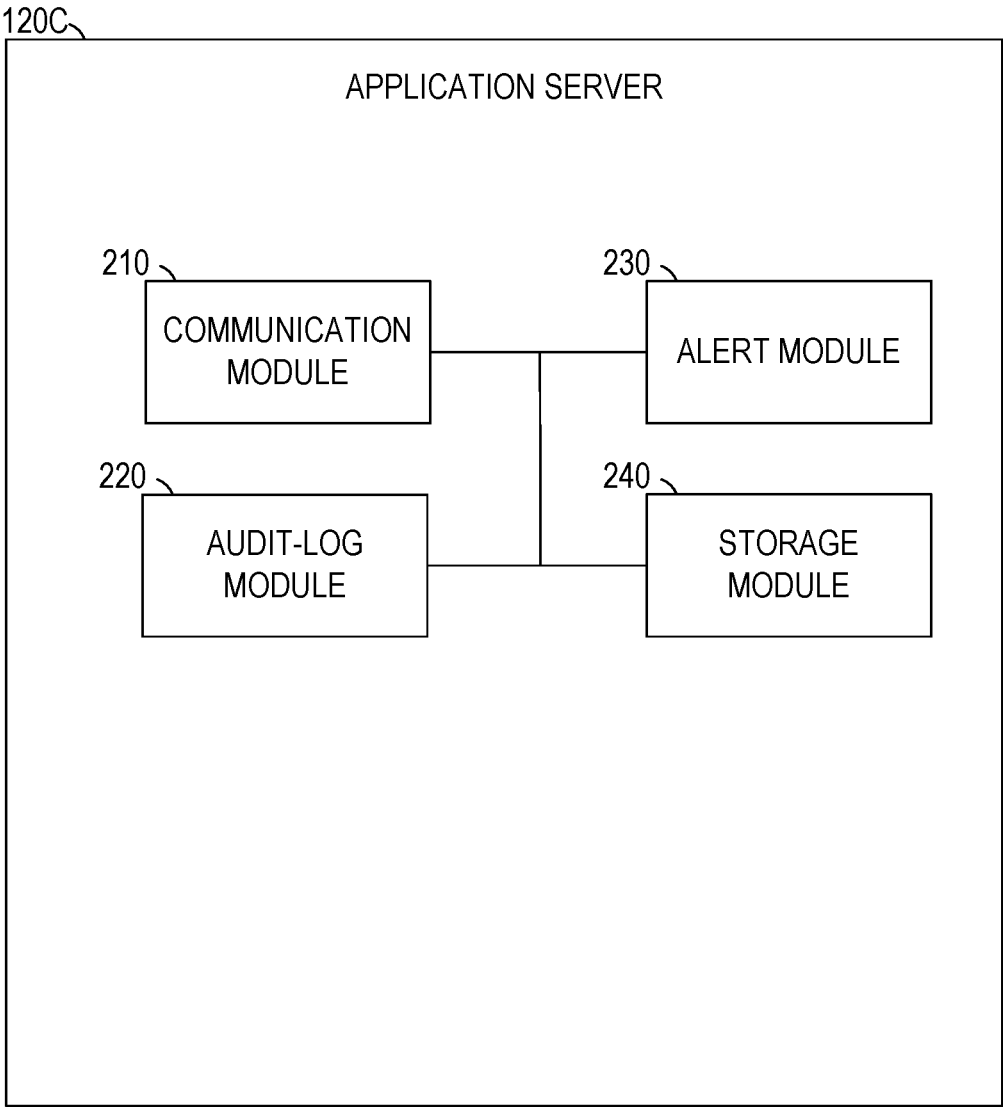 120C
APPLICATION SERVER
210
COMMUNICATION
MODULE
230
ALERT MODULE
220
AUDIT-LOG
MODULE
240
STORAGE
MODULE